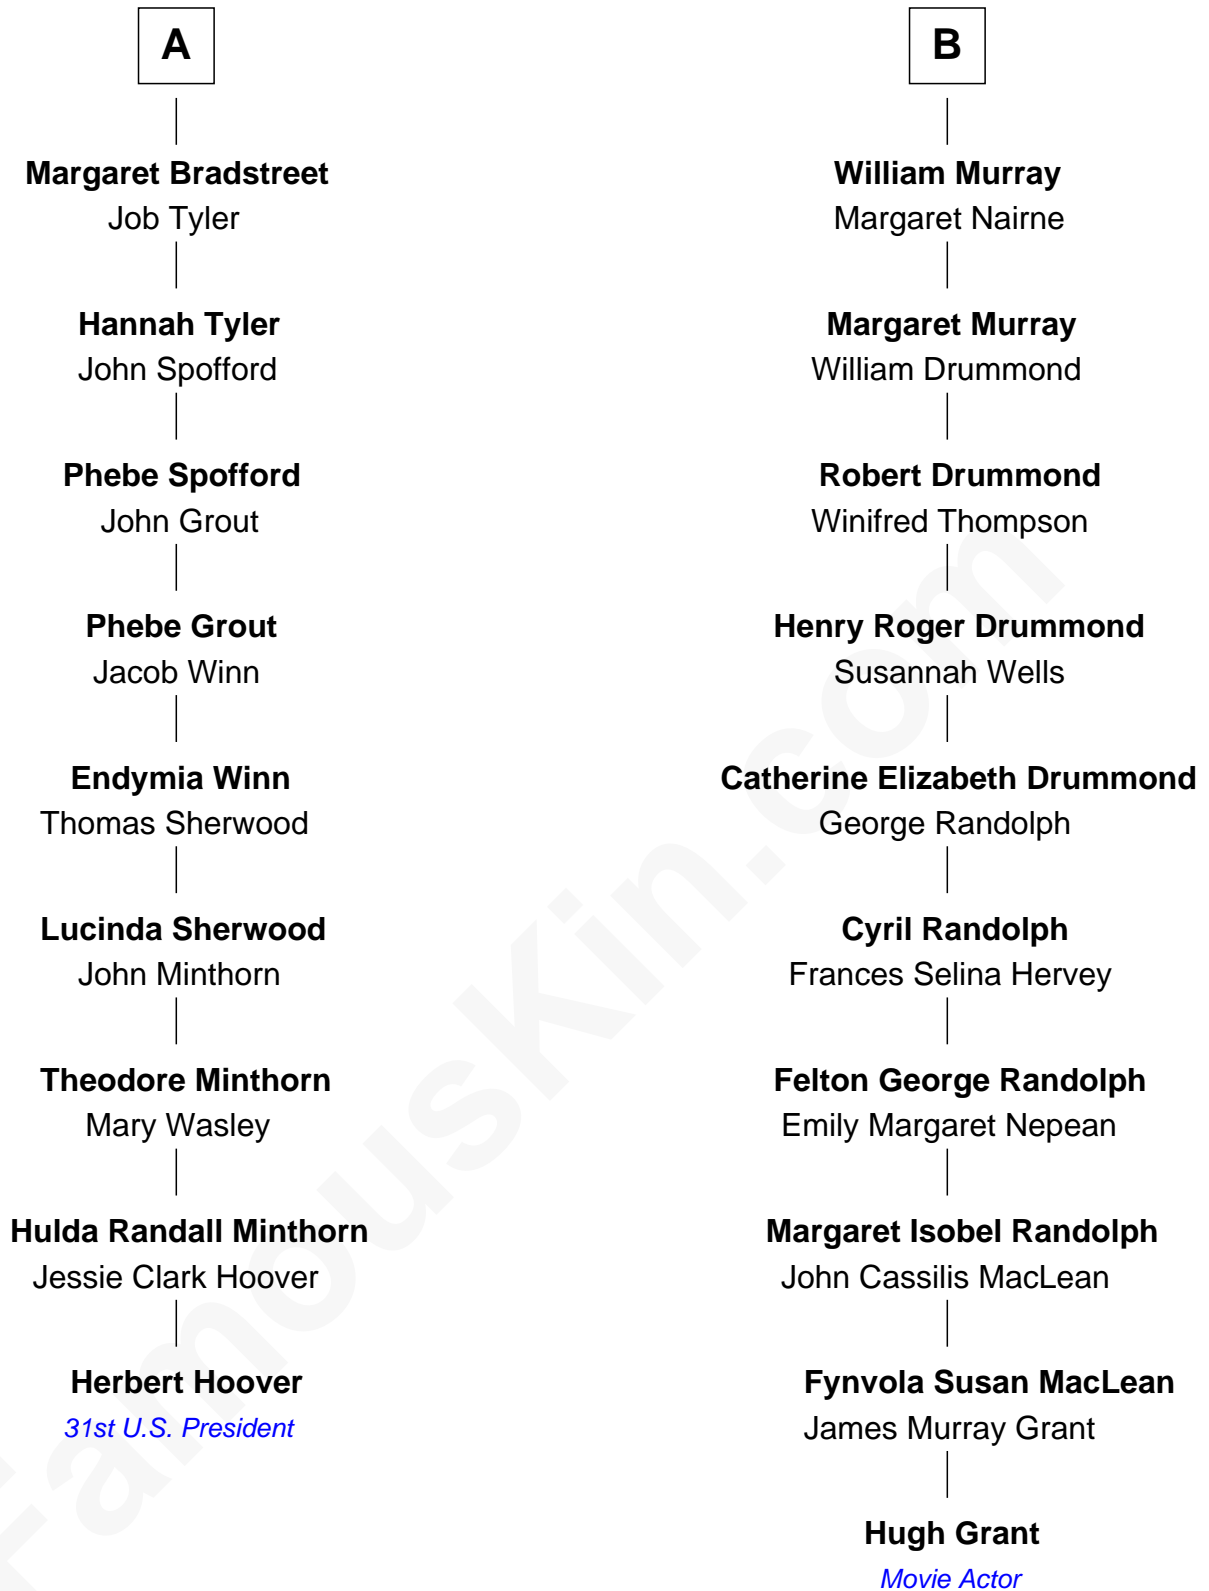 A
Margaret Bradstreet
Job Tyler
Hannah Tyler
John Spofford
Phebe Spofford
John Grout
Phebe Grout
Jacob Winn
Endymia Winn
Thomas Sherwood
Lucinda Sherwood
John Minthorn
Theodore Minthorn
Mary Wasley
Hulda Randall Minthorn
Jessie Clark Hoover
Herbert Hoover
31st U.S. President
B
William Murray
Margaret Nairne
Margaret Murray
William Drummond
Robert Drummond
Winifred Thompson
Henry Roger Drummond
Susannah Wells
Catherine Elizabeth Drummond
George Randolph
Cyril Randolph
Frances Selina Hervey
Felton George Randolph
Emily Margaret Nepean
Margaret Isobel Randolph
John Cassilis MacLean
Fynvola Susan MacLean
James Murray Grant
Hugh Grant
Movie Actor
FamousKin.com